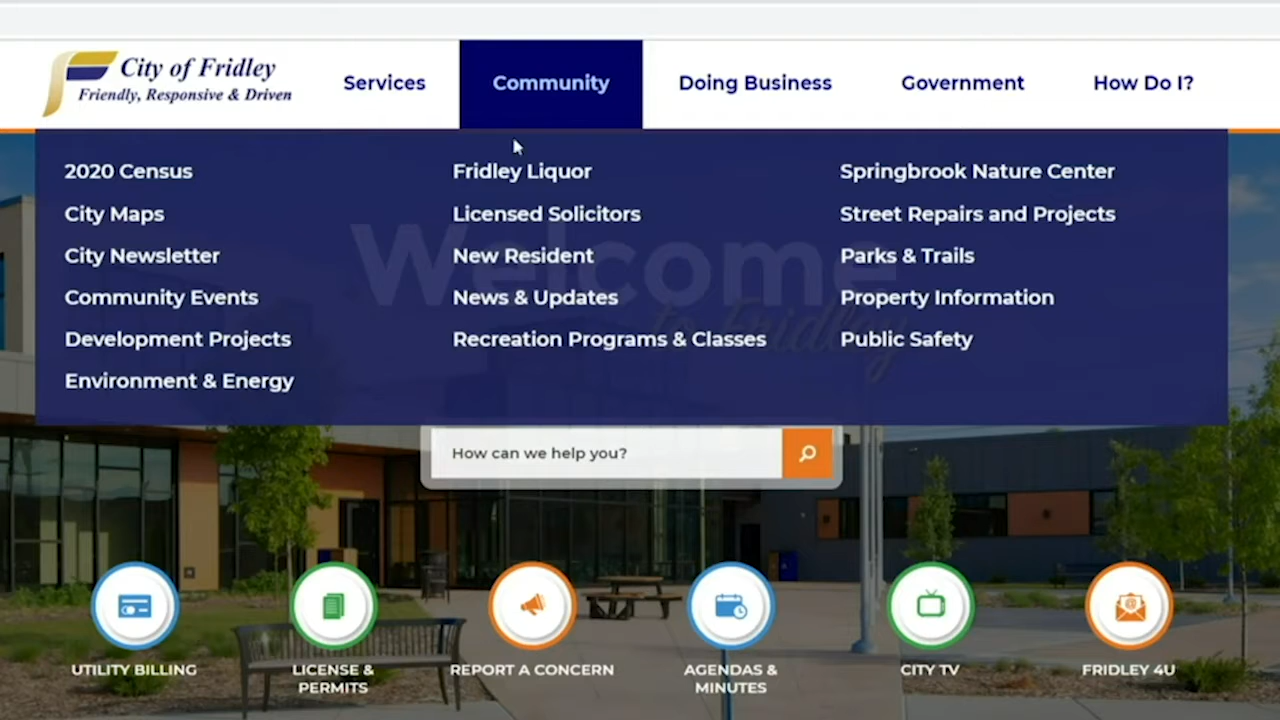 City of Fridley
Friendly, Responsive & Driven
Services
Community
Doing Business
Government
How Do I?
2020 Census
City Maps
City Newsletter
Community Events
Development Projects
Environment & Energy
Fridley Liquor
Licensed Solicitors
New Resident
News & Updates
Recreation Programs & Classes
Springbrook Nature Center
Street Repairs and Projects
Parks & Trails
Property Information
Public Safety
Welcome
to Fridley
How can we help you?
UTILITY BILLING
LICENSE &
PERMITS
REPORT A CONCERN
AGENDAS &
MINUTES
CITY TV
FRIDLEY 4U